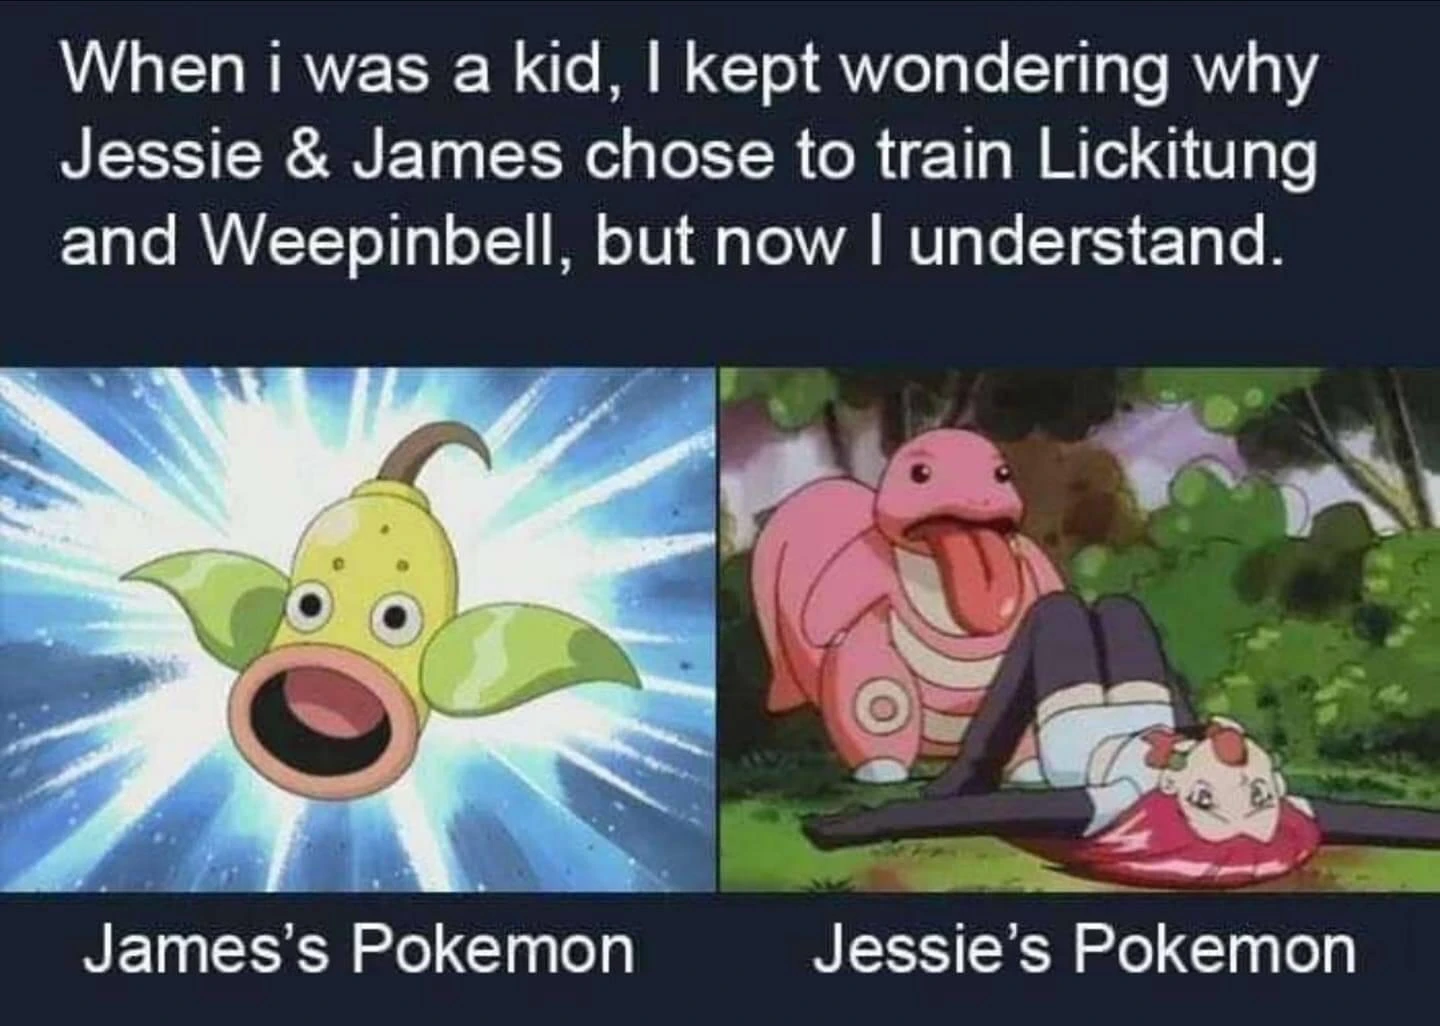 When i was a kid, I kept wondering why
Jessie & James chose to train Lickitung
and Weepinbell, but now I understand.
James's Pokemon
Jessie's Pokemon